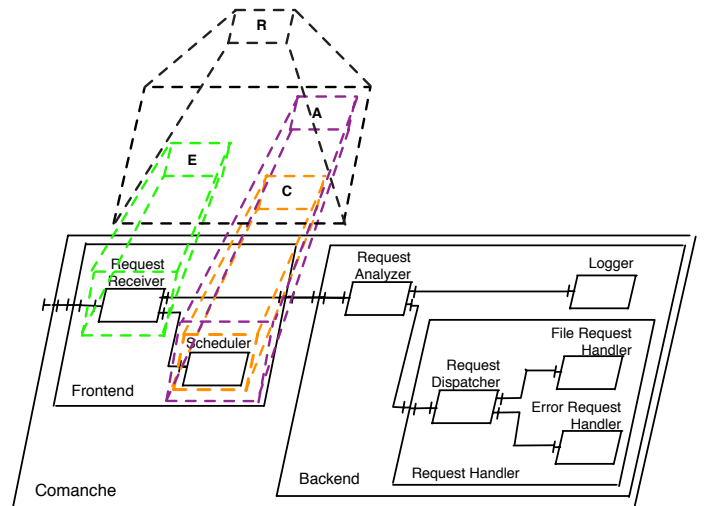 R
A
E
C
Request
Receiver
Request
Analyzer
Logger
Scheduler
File Request
Handler
Request
Dispatcher
Error Request
Handler
Frontend
Request Handler
Backend
Comanche